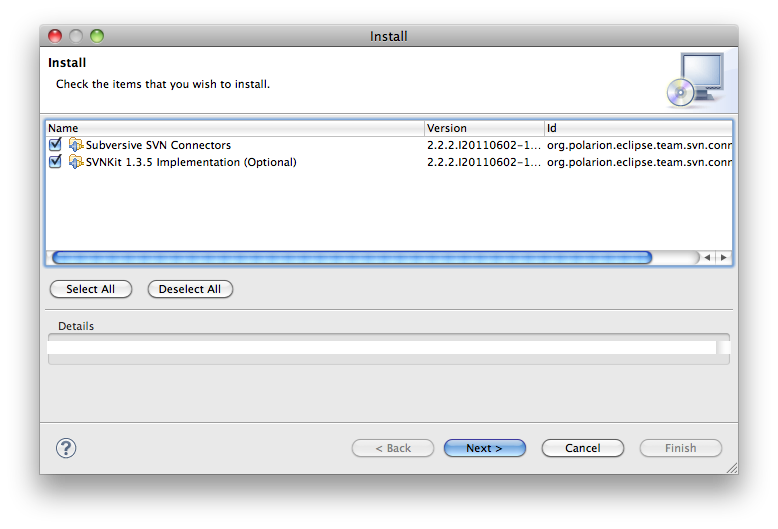 Install
Install
Check the items that you wish to install.
Name Version Id
Subversive SVN Connectors 2.2.2.I20110602-1... org.polarion.eclipse.team.svn.conn
SVNKit 1.3.5 Implementation (Optional) 2.2.2.I20110602-1... org.polarion.eclipse.team.svn.conn
Select All Deselect All
Details
? < Back Next > Cancel Finish